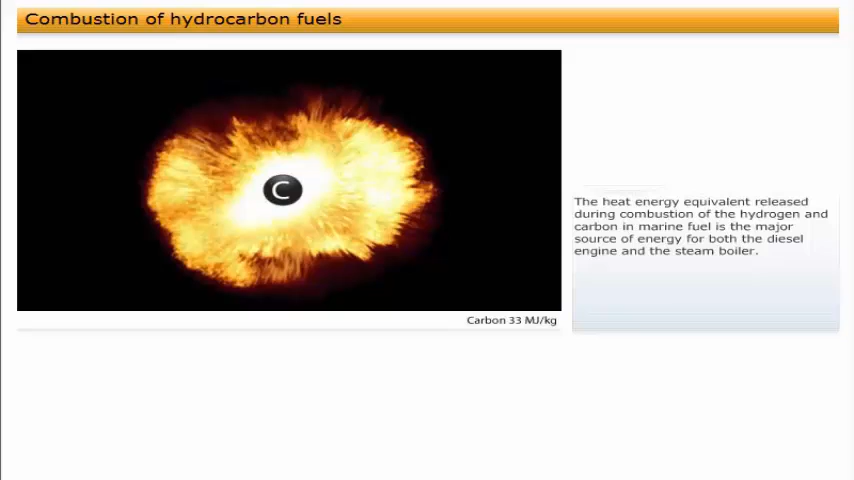 Combustion of hydrocarbon fuels
C
Carbon 33 MJ/kg
The heat energy equivalent released
during combustion of the hydrogen and
carbon in marine fuel is the major
source of energy for both the diesel
engine and the steam boiler.